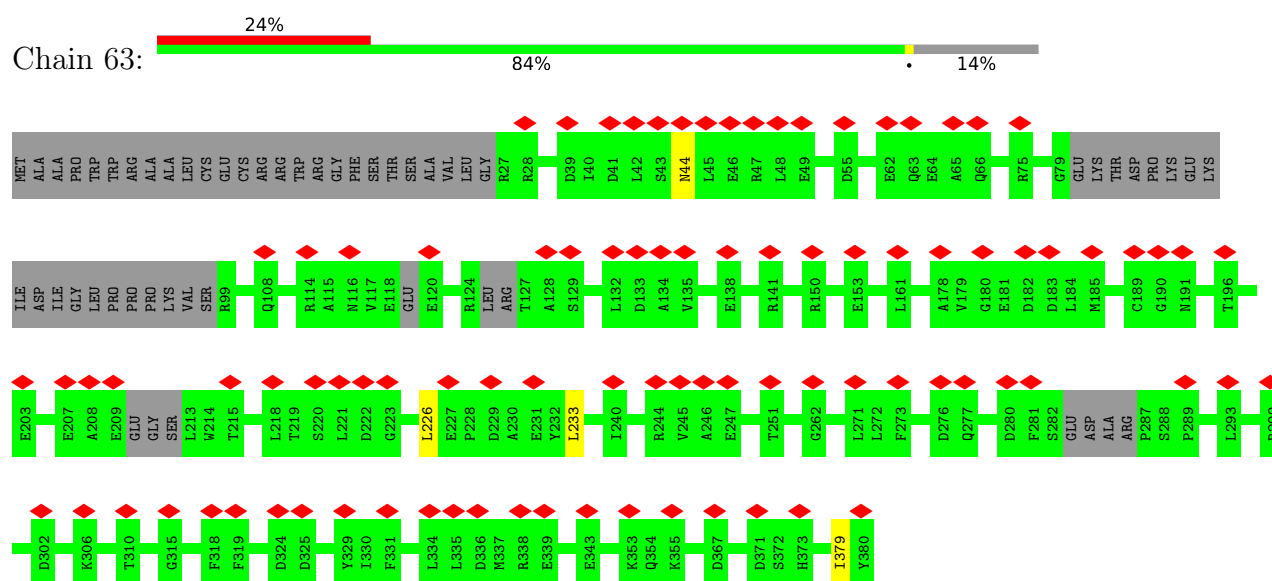 24%
Chain 63:
84% • 14%
MET ALA ALA PRO TRP TRP ARG ALA ALA LEU CYS GLU CYS ARG ARG TRP ARG GLY PHE SER THR SER ALA VAL LEU GLY R27 R28 D39 I40 D41 L42 S43 N44 L45 E46 R47 L48 E49 D55 E62 Q63 E64 A65 Q66 R75 G79 GLU LYS THR ASP PRO LYS GLU LYS
ILE ASP ILE GLY LEU PRO PRO PRO LYS VAL SER R99 Q108 R114 A115 N116 V117 E118 GLU E120 R124 LEU ARG T127 A128 S129 L132 D133 A134 V135 E138 R141 R150 E153 L161 A178 V179 G180 E181 D182 D183 L184 M185 C189 G190 N191 T196
E203 E207 A208 E209 GLU GLY SER L213 W214 T215 L218 T219 S220 L221 D222 G223 L226 E227 P228 D229 A230 E231 Y232 L233 I240 R244 V245 A246 E247 T251 G262 L271 L272 F273 D276 Q277 D280 F281 S282 GLU ASP ALA ARG P287 S288 P289 L293
D302 K306 T310 G315 F318 F319 D324 D325 Y329 I330 F331 L334 L335 D336 M337 R338 E339 E343 K353 Q354 K355 D367 D371 S372 H373 I379 Y380